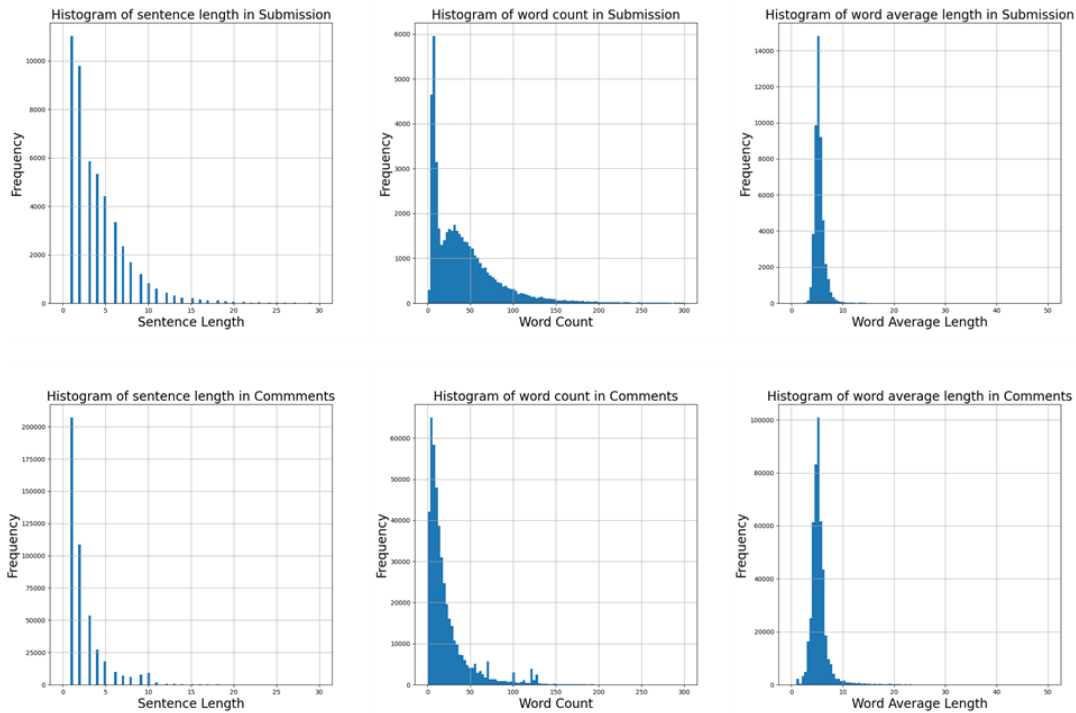 Histogram of sentence length in Submission
Frequency
10000
8000
6000
4000
2000
0
0 5 10 15 20 25 30
Sentence Length
Histogram of word count in Submission
Frequency
6000
5000
4000
3000
2000
1000
0
0 50 100 150 200 250 300
Word Count
Histogram of word average length in Submission
Frequency
14000
12000
10000
8000
6000
4000
2000
0
0 10 20 30 40 50
Word Average Length
Histogram of sentence length in Commments
Frequency
200000
175000
150000
125000
100000
75000
50000
25000
0
0 5 10 15 20 25 30
Sentence Length
Histogram of word count in Comments
Frequency
60000
50000
40000
30000
20000
10000
0
0 50 100 150 200 250 300
Word Count
Histogram of word average length in Comments
Frequency
100000
80000
60000
40000
20000
0
0 10 20 30 40 50
Word Average Length